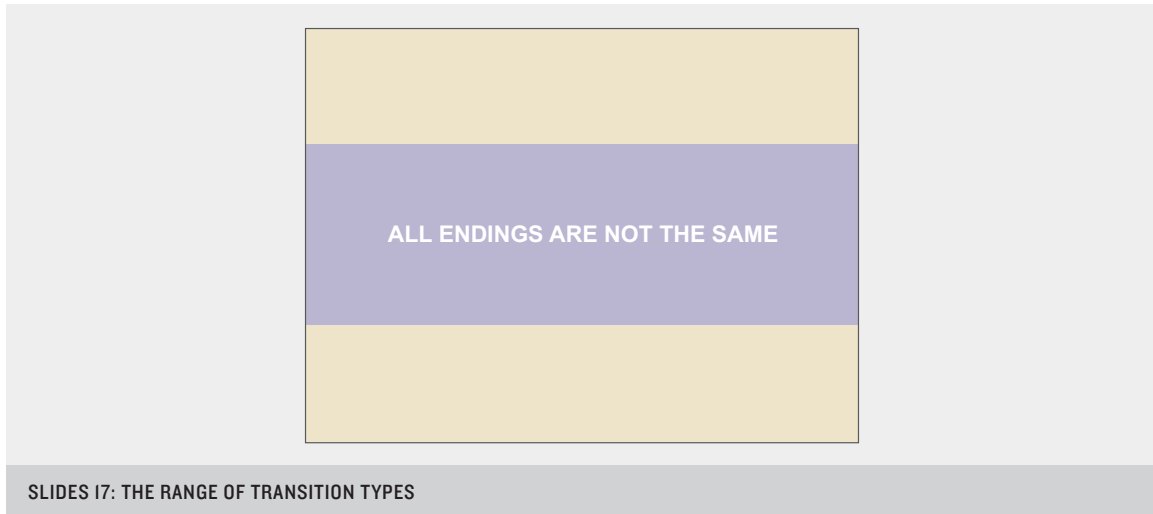 ALL ENDINGS ARE NOT THE SAME
SLIDES 17: THE RANGE OF TRANSITION TYPES